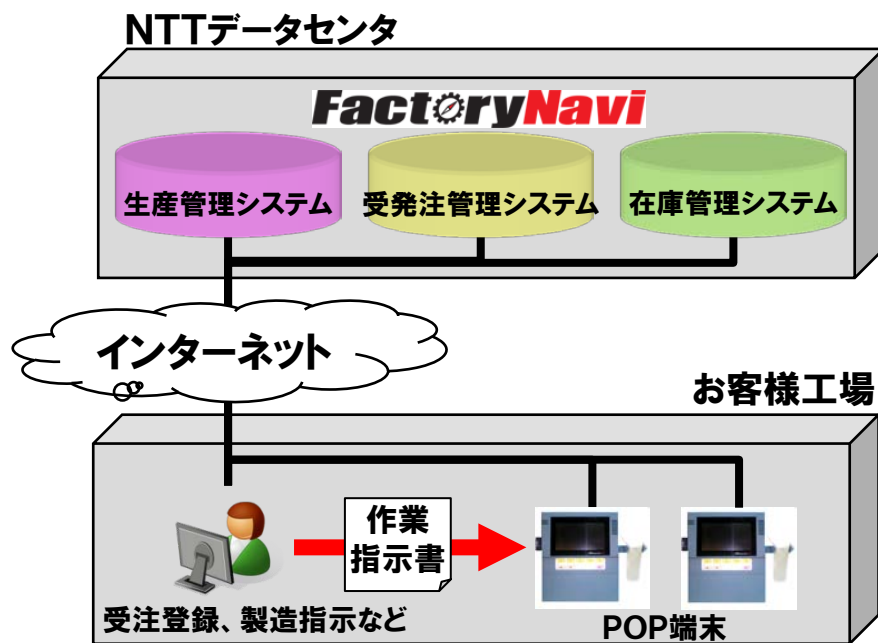 NTTデータセンタ
FactoryNavi
生産管理システム
受発注管理システム
在庫管理システム
インターネット
お客様工場
作業
指示書
受注登録、製造指示など
POP端末